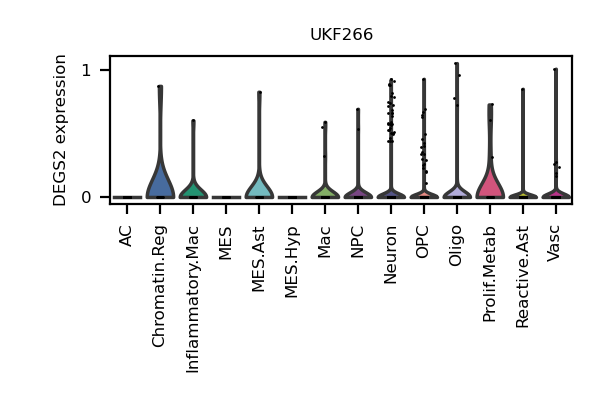 UKF266
DEGS2 expression
1
0
AC
Chromatin.Reg
Inflammatory.Mac
MES
MES.Ast
MES.Hyp
Mac
NPC
Neuron
OPC
Oligo
Prolif.Metab
Reactive.Ast
Vasc